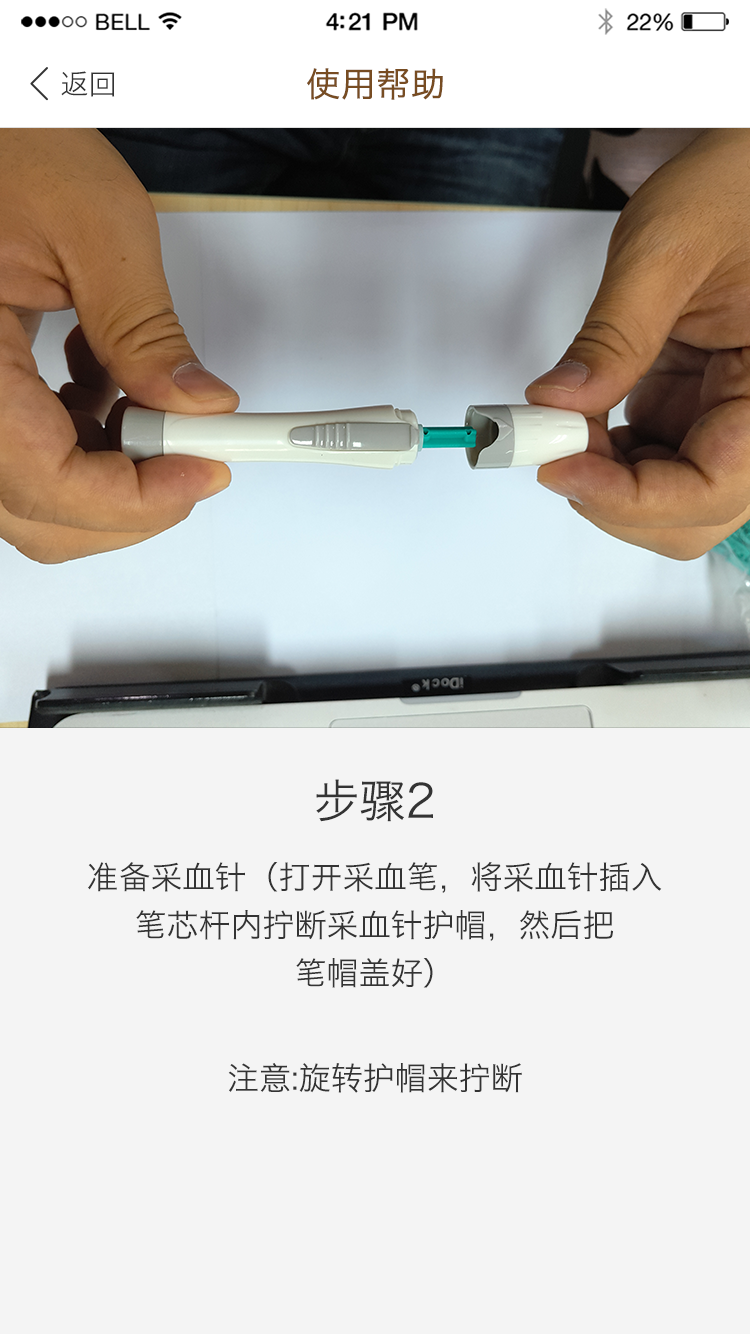 BELL 4:21 PM 22%
返回 使用帮助
iDock
步骤2
准备采血针（打开采血笔，将采血针插入
笔芯杆内拧断采血针护帽，然后把
笔帽盖好）
注意:旋转护帽来拧断